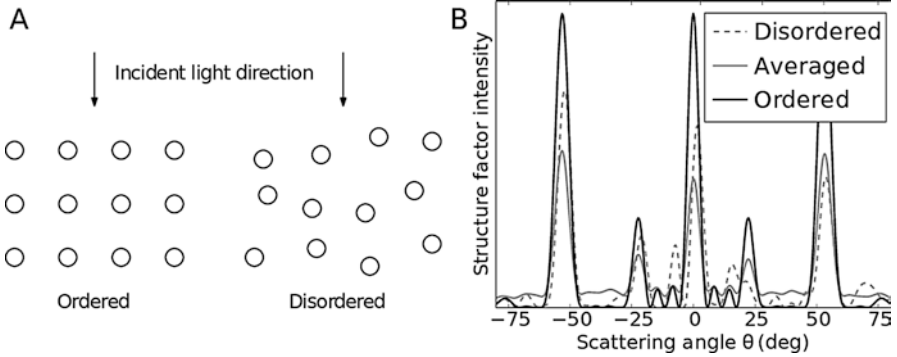 A
Incident light direction
Ordered
Disordered
B
Structure factor intensity
Disordered
Averaged
Ordered
−75 −50 −25 0 25 50 75
Scattering angle θ (deg)